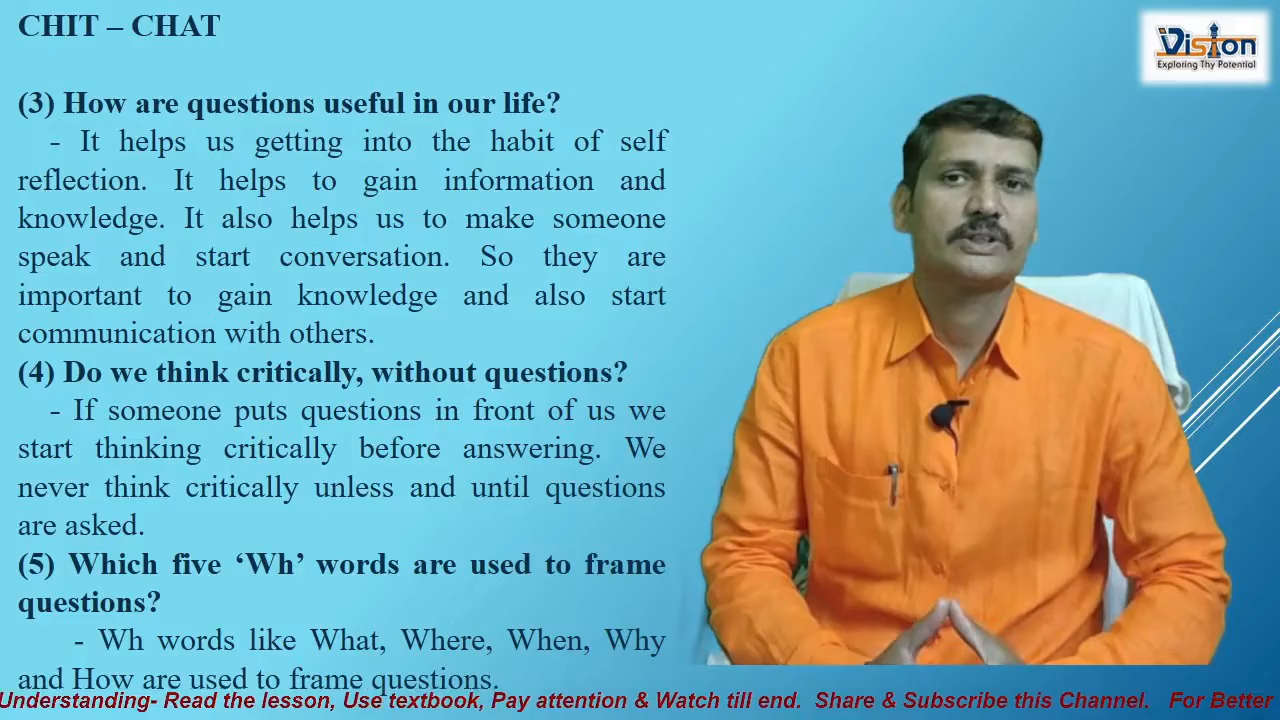 CHIT – CHAT
Vision
Exploring Thy Potential
(3) How are questions useful in our life?
- It helps us getting into the habit of self
reflection. It helps to gain information and
knowledge. It also helps us to make someone
speak and start conversation. So they are
important to gain knowledge and also start
communication with others.
(4) Do we think critically, without questions?
- If someone puts questions in front of us we
start thinking critically before answering. We
never think critically unless and until questions
are asked.
(5) Which five ‘Wh’ words are used to frame
questions?
- Wh words like What, Where, When, Why
and How are used to frame questions.
Understanding- Read the lesson, Use textbook, Pay attention & Watch till end. Share & Subscribe this Channel. For Better